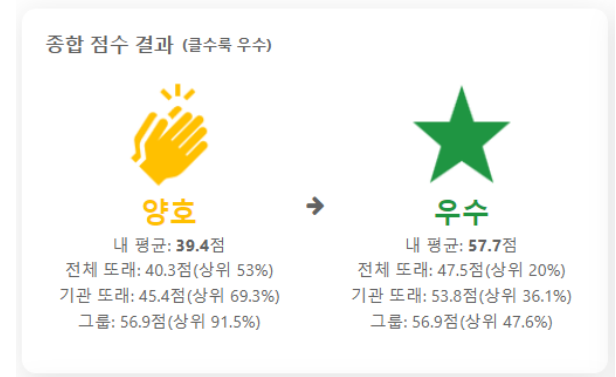 종합 점수 결과 (클수록 우수)
양호
내 평균: 39.4점
전체 또래: 40.3점(상위 53%)
기관 또래: 45.4점(상위 69.3%)
그룹: 56.9점(상위 91.5%)
우수
내 평균: 57.7점
전체 또래: 47.5점(상위 20%)
기관 또래: 53.8점(상위 36.1%)
그룹: 56.9점(상위 47.6%)